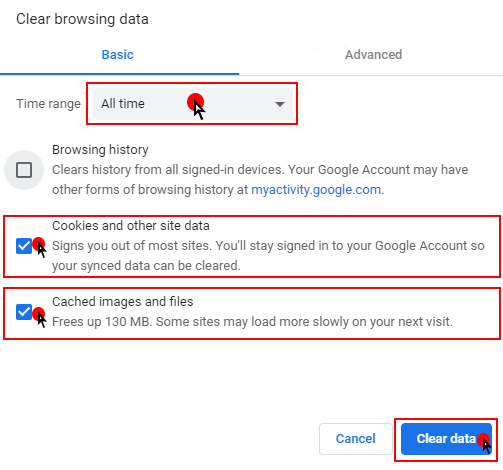 Clear browsing data
Basic Advanced
Time range All time
Browsing history
Clears history from all signed-in devices. Your Google Account may have
other forms of browsing history at myactivity.google.com.
Cookies and other site data
Signs you out of most sites. You'll stay signed in to your Google Account so
your synced data can be cleared.
Cached images and files
Frees up 130 MB. Some sites may load more slowly on your next visit.
Cancel Clear data